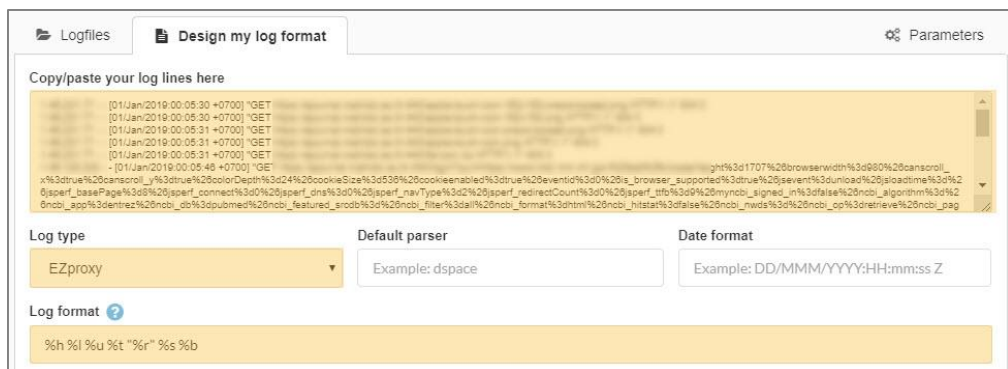 Logfiles
Design my log format
Parameters
Copy/paste your log lines here
[01/Jan/2019:00:05:30 +0700] "GET
[01/Jan/2019:00:05:30 +0700] "GET
[01/Jan/2019:00:05:31 +0700] "GET
[01/Jan/2019:00:05:31 +0700] "GET
[01/Jan/2019:00:05:31 +0700] "GET
- [01/Jan/2019:00:05:46 +0700] "GET ght%3d1707%26browserwidth%3d980%26canscroll_
x%3dtrue%26canscroll_y%3dtrue%26colorDepth%3d24%26cookieSize%3d536%26cookieenabled%3dtrue%26eventid%3d0%26is_browser_supported%3dtrue%26jsevent%3dunload%26jsloadtime%3d%2
6jsperf_basePage%3d8%26jsperf_connect%3d0%26jsperf_dns%3d0%26jsperf_navType%3d2%26jsperf_redirectCount%3d0%26jsperf_ttfb%3d9%26myncbi_signed_in%3dfalse%26ncbi_algorithm%3d%2
6ncbi_app%3dentrez%26ncbi_db%3dpubmed%26ncbi_featured_srcdb%3d%26ncbi_filter%3dall%26ncbi_format%3dhtml%26ncbi_hitstat%3dfalse%26ncbi_nwds%3d%26ncbi_op%3dretrieve%26ncbi_pag
Log type
Default parser
Date format
EZproxy
Example: dspace
Example: DD/MMM/YYYY:HH:mm:ss Z
Log format ?
%h %l %u %t "%r" %s %b